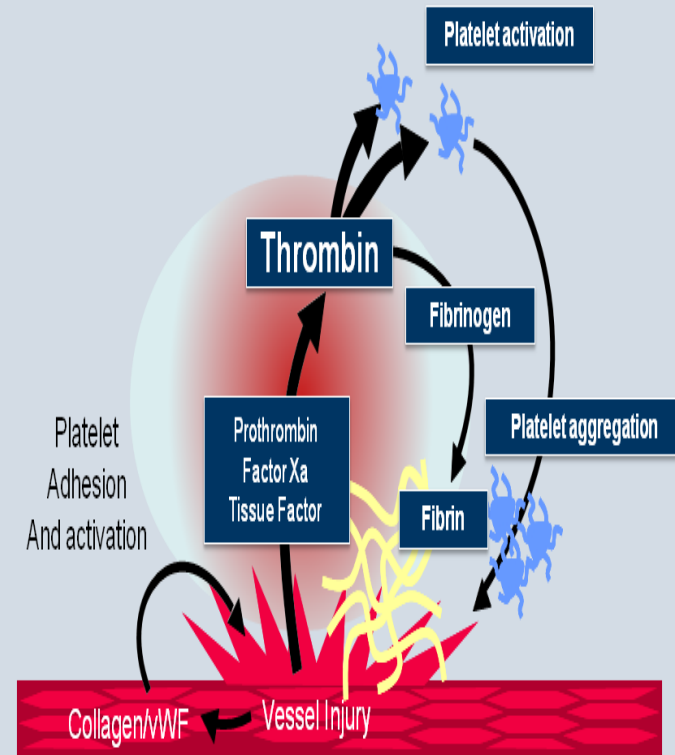 Platelet activation
Thrombin
Fibrinogen
Prothrombin
Factor Xa
Tissue Factor
Platelet
Adhesion
And activation
Platelet aggregation
Fibrin
Collagen/vWF
Vessel Injury